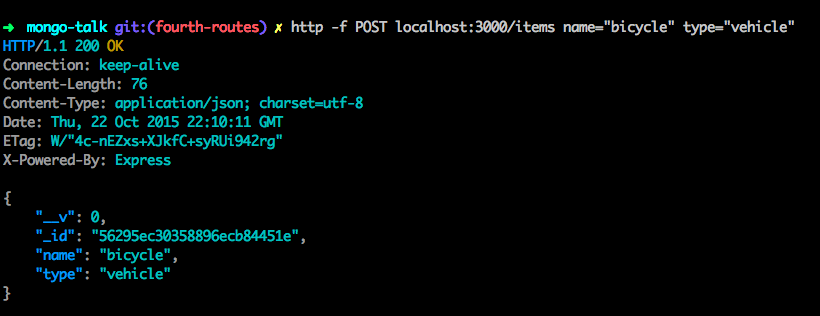 ➜  mongo-talk git:(fourth-routes) ✗ http -f POST localhost:3000/items name="bicycle" type="vehicle"
HTTP/1.1 200 OK
Connection: keep-alive
Content-Length: 76
Content-Type: application/json; charset=utf-8
Date: Thu, 22 Oct 2015 22:10:11 GMT
ETag: W/"4c-nEZxs+XJkfC+syRUi942rg"
X-Powered-By: Express

{
    "__v": 0,
    "_id": "56295ec30358896ecb84451e",
    "name": "bicycle",
    "type": "vehicle"
}